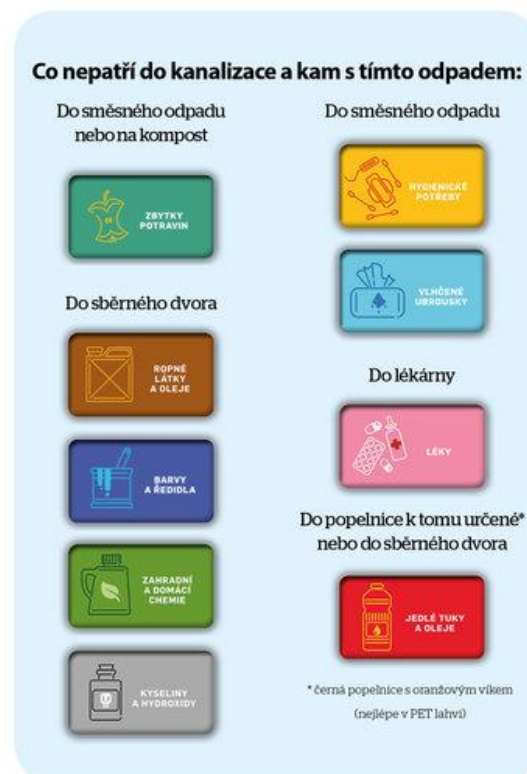 Co nepatří do kanalizace a kam s tímto odpadem:
Do směsného odpadu
nebo na kompost
ZBYTKY
POTRAVIN
Do sběrného dvora
ROPNÉ
LÁTKY
A OLEJE
BARVY
A ŘEDIDLA
ZAHRADNÍ
A DOMÁCÍ
CHEMIE
KYSELINY
A HYDROXIDY
Do směsného odpadu
HYGIENICKÉ
POTŘEBY
VLHČENÉ
UBROUSKY
Do lékárny
LÉKY
Do popelnice k tomu určené*
nebo do sběrného dvora
JEDLÉ TUKY
A OLEJE
* černá popelnice s oranžovým víkem
(nejlépe v PET lahvi)